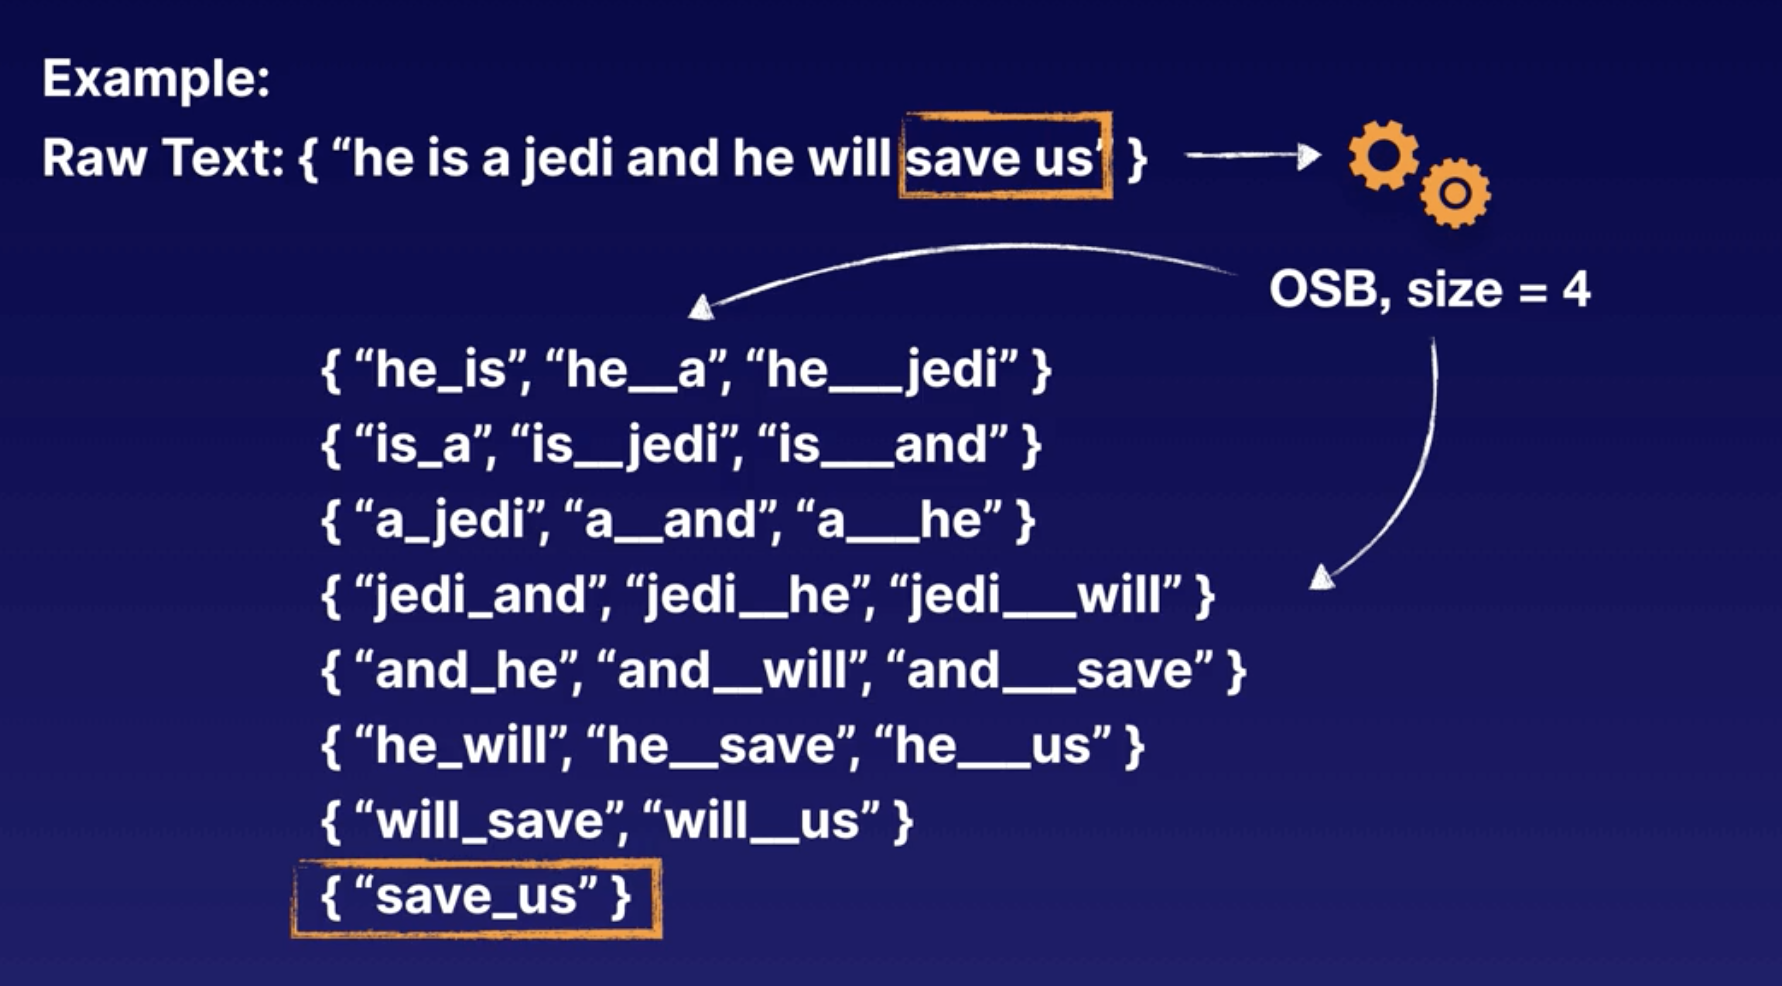 Example:
Raw Text: { “he is a jedi and he will save us” }
OSB, size = 4
{ “he_is”, “he__a”, “he___jedi” }
{ “is_a”, “is__jedi”, “is___and” }
{ “a_jedi”, “a__and”, “a___he” }
{ “jedi_and”, “jedi__he”, “jedi___will” }
{ “and_he”, “and__will”, “and___save” }
{ “he_will”, “he__save”, “he___us” }
{ “will_save”, “will__us” }
{ “save_us” }